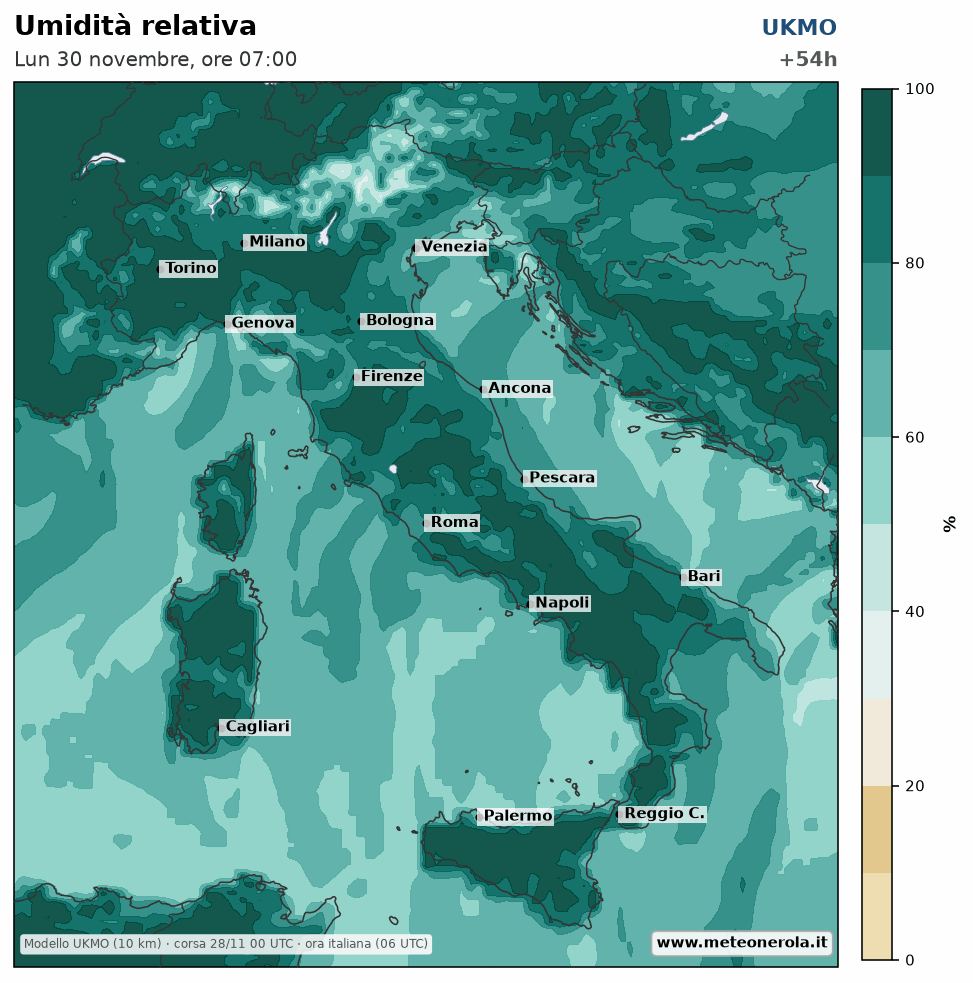 Umidità relativa
UKMO
Lun 30 novembre, ore 07:00
+54h
100
80
60
40
20
0
%
Milano
Venezia
Torino
Genova
Bologna
Firenze
Ancona
Pescara
Roma
Bari
Napoli
Cagliari
Palermo
Reggio C.
Modello UKMO (10 km) · corsa 28/11 00 UTC · ora italiana (06 UTC)
www.meteonerola.it